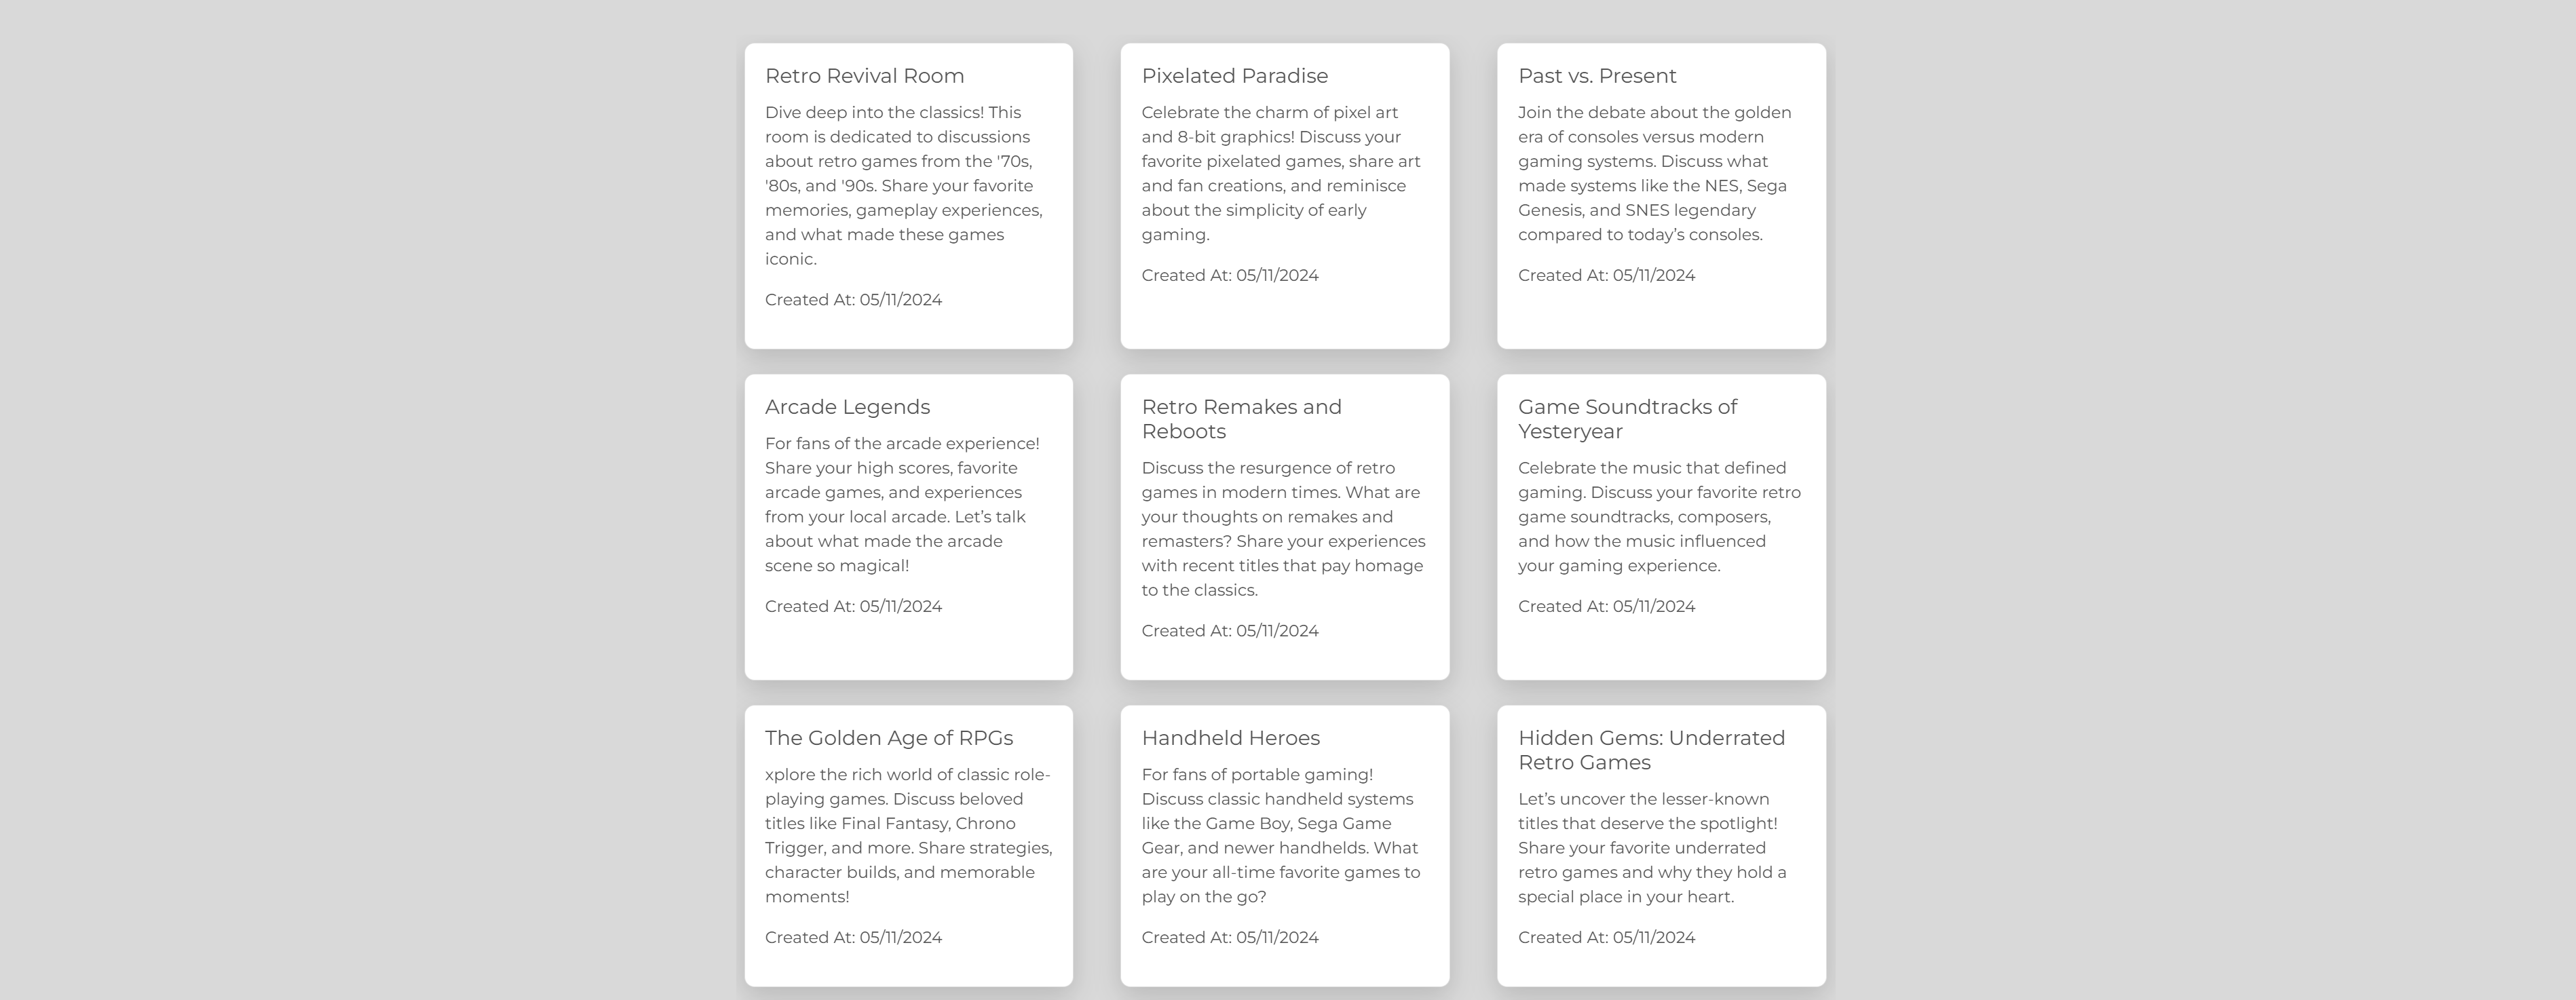 Retro Revival Room
Dive deep into the classics! This
room is dedicated to discussions
about retro games from the '70s,
'80s, and '90s. Share your favorite
memories, gameplay experiences,
and what made these games
iconic.
Created At: 05/11/2024
Pixelated Paradise
Celebrate the charm of pixel art
and 8-bit graphics! Discuss your
favorite pixelated games, share art
and fan creations, and reminisce
about the simplicity of early
gaming.
Created At: 05/11/2024
Past vs. Present
Join the debate about the golden
era of consoles versus modern
gaming systems. Discuss what
made systems like the NES, Sega
Genesis, and SNES legendary
compared to today’s consoles.
Created At: 05/11/2024
Arcade Legends
For fans of the arcade experience!
Share your high scores, favorite
arcade games, and experiences
from your local arcade. Let’s talk
about what made the arcade
scene so magical!
Created At: 05/11/2024
Retro Remakes and
Reboots
Discuss the resurgence of retro
games in modern times. What are
your thoughts on remakes and
remasters? Share your experiences
with recent titles that pay homage
to the classics.
Created At: 05/11/2024
Game Soundtracks of
Yesteryear
Celebrate the music that defined
gaming. Discuss your favorite retro
game soundtracks, composers,
and how the music influenced
your gaming experience.
Created At: 05/11/2024
The Golden Age of RPGs
xplore the rich world of classic role-
playing games. Discuss beloved
titles like Final Fantasy, Chrono
Trigger, and more. Share strategies,
character builds, and memorable
moments!
Created At: 05/11/2024
Handheld Heroes
For fans of portable gaming!
Discuss classic handheld systems
like the Game Boy, Sega Game
Gear, and newer handhelds. What
are your all-time favorite games to
play on the go?
Created At: 05/11/2024
Hidden Gems: Underrated
Retro Games
Let’s uncover the lesser-known
titles that deserve the spotlight!
Share your favorite underrated
retro games and why they hold a
special place in your heart.
Created At: 05/11/2024